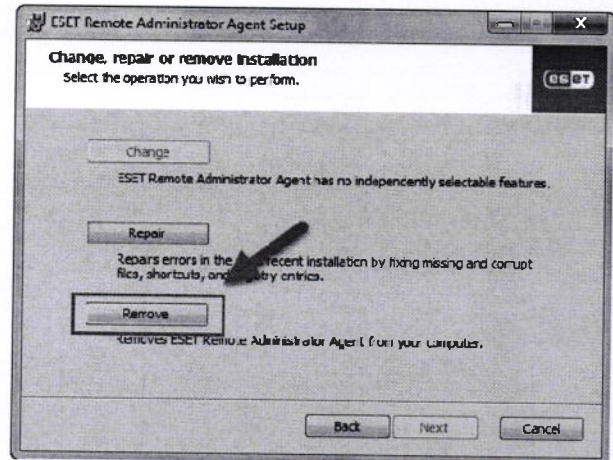 ESET Remote Administrator Agent Setup
Change, repair or remove installation
Select the operation you wish to perform.
eset
Change
ESET Remote Administrator Agent has no independently selectable features.
Repair
Repairs errors in the recent installation by fixing missing and corrupt
files, shortcuts, and registry entries.
Remove
Removes ESET Remote Administrator Agent from your computer.
Back
Next
Cancel